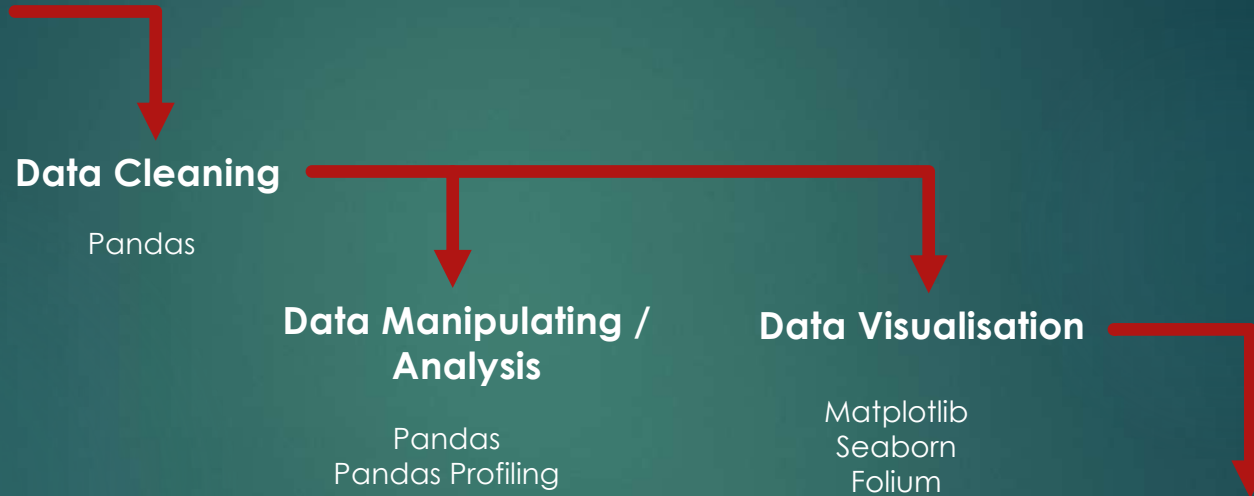 Data Cleaning
Pandas
Data Manipulating /
Analysis
Pandas
Pandas Profiling
Data Visualisation
Matplotlib
Seaborn
Folium